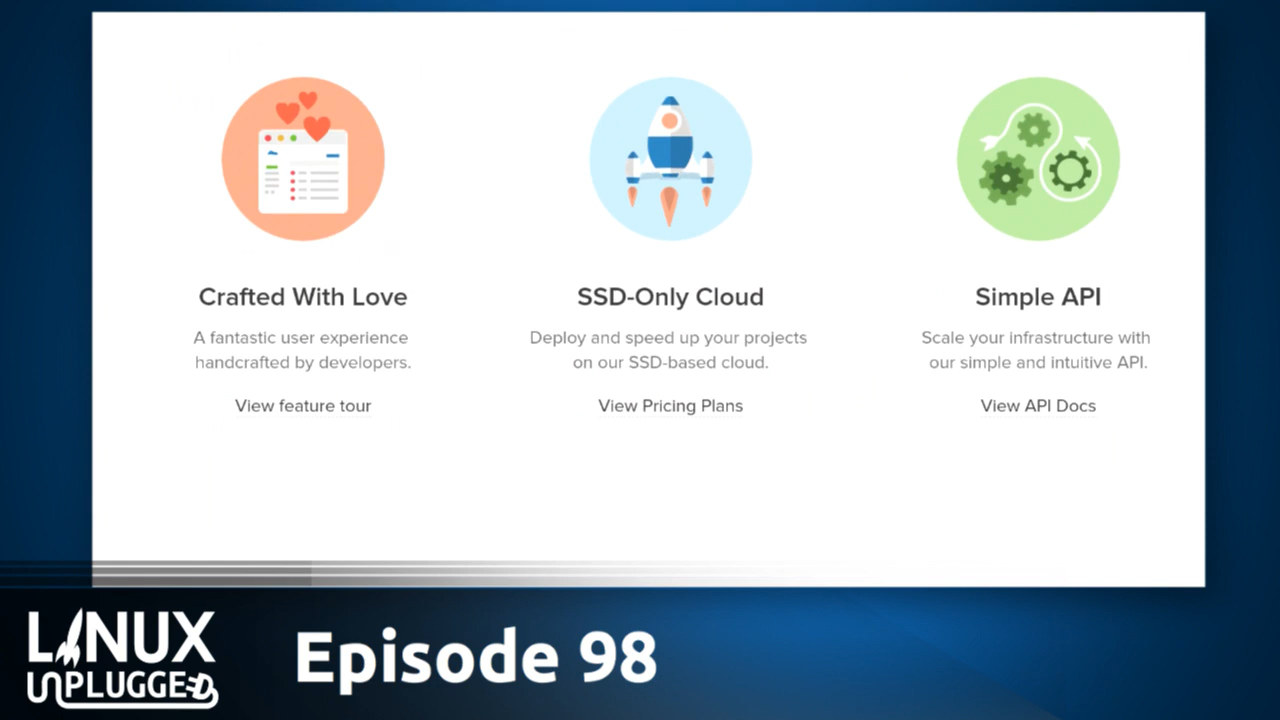 Crafted With Love
A fantastic user experience
handcrafted by developers.
View feature tour
SSD-Only Cloud
Deploy and speed up your projects
on our SSD-based cloud.
View Pricing Plans
Simple API
Scale your infrastructure with
our simple and intuitive API.
View API Docs
LINUX
UNPLUGGED
Episode 98